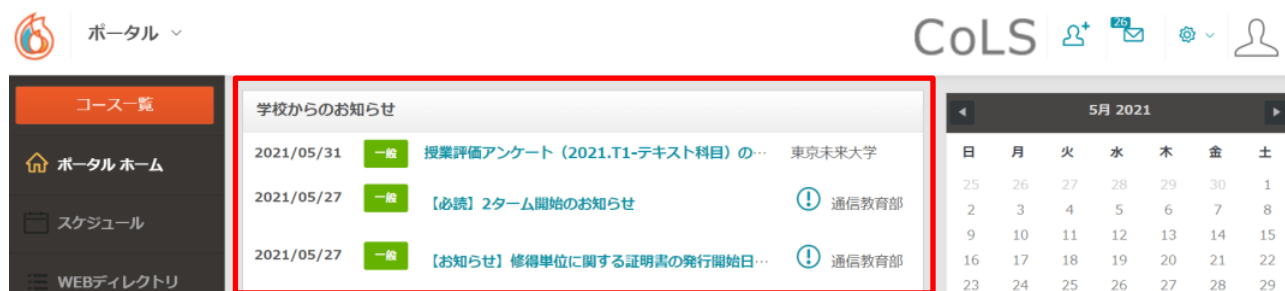 ポータル
CoLS
26
コース一覧
ポータル ホーム
スケジュール
WEBディレクトリ
学校からのお知らせ
2021/05/31 一般 授業評価アンケート（2021.T1-テキスト科目）の… 東京未来大学
2021/05/27 一般 【必読】2ターム開始のお知らせ 通信教育部
2021/05/27 一般 【お知らせ】修得単位に関する証明書の発行開始日… 通信教育部
5月 2021
日 月 火 水 木 金 土
25 26 27 28 29 30 1
2 3 4 5 6 7 8
9 10 11 12 13 14 15
16 17 18 19 20 21 22
23 24 25 26 27 28 29